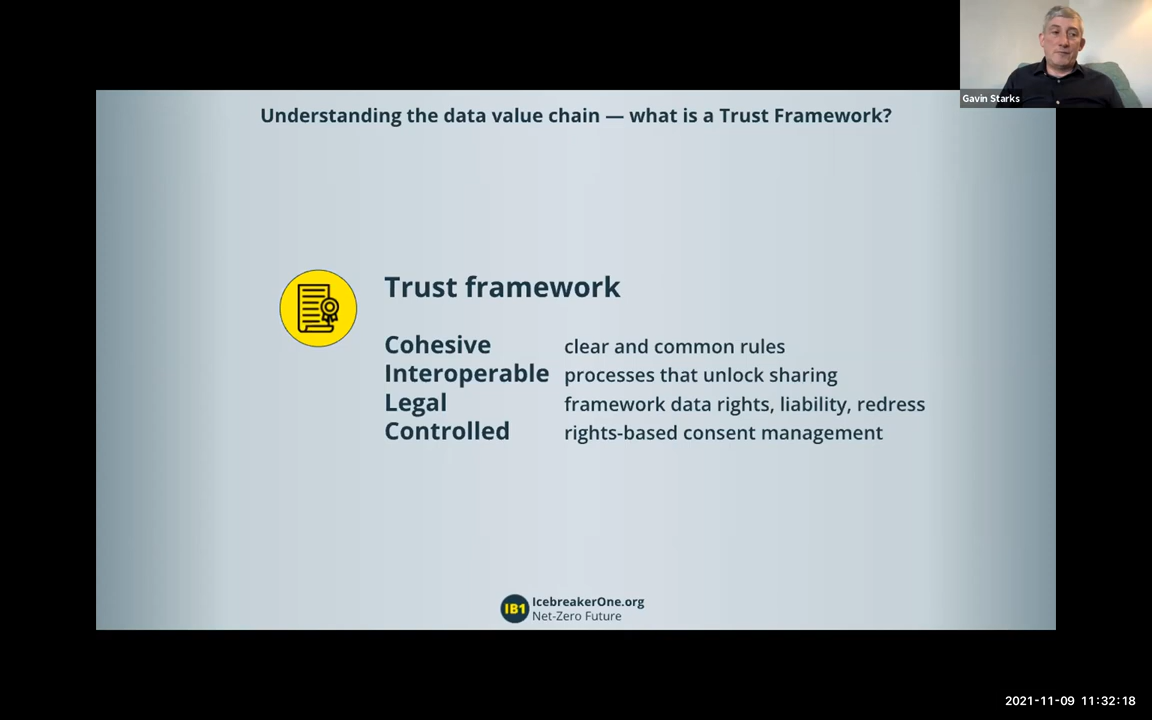 Gavin Starks
Understanding the data value chain — what is a Trust Framework?
Trust framework
Cohesive clear and common rules
Interoperable processes that unlock sharing
Legal framework data rights, liability, redress
Controlled rights-based consent management
IB1 IcebreakerOne.org
Net-Zero Future
2021-11-09 11:32:18